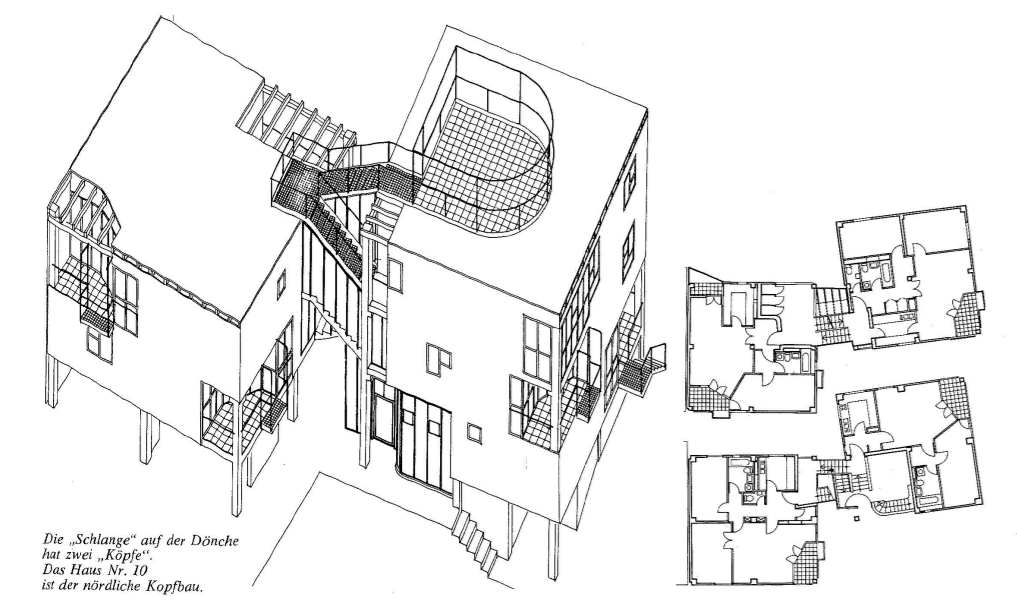 Die „Schlange“ auf der Dönche
hat zwei „Köpfe“.
Das Haus Nr. 10
ist der nördliche Kopfbau.